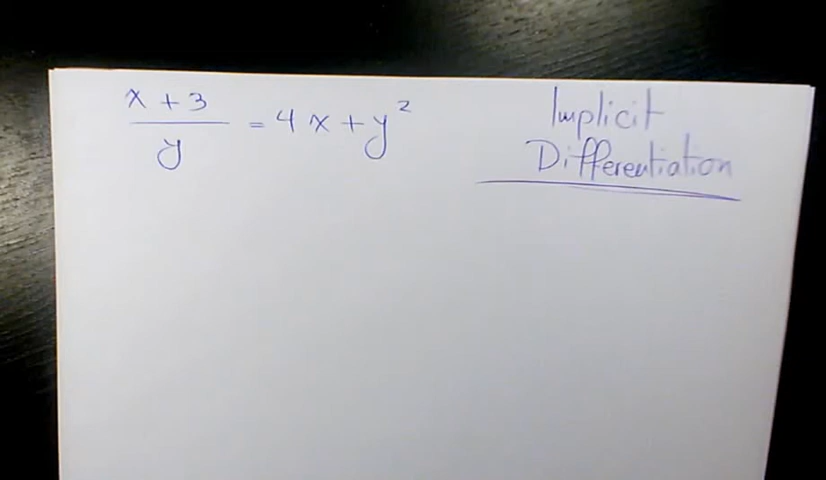 x + 3
y
= 4x + y²
Implicit
Differentiation